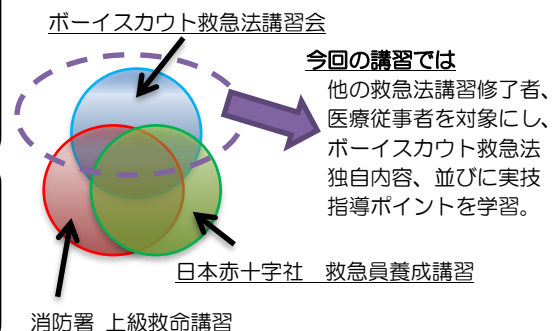 ボーイスカウト救急法講習会
今回の講習では
他の救急法講習修了者、
医療従事者を対象にし、
ボーイスカウト救急法
独自内容、並びに実技
指導ポイントを学習。
日本赤十字社　救急員養成講習
消防署 上級救命講習